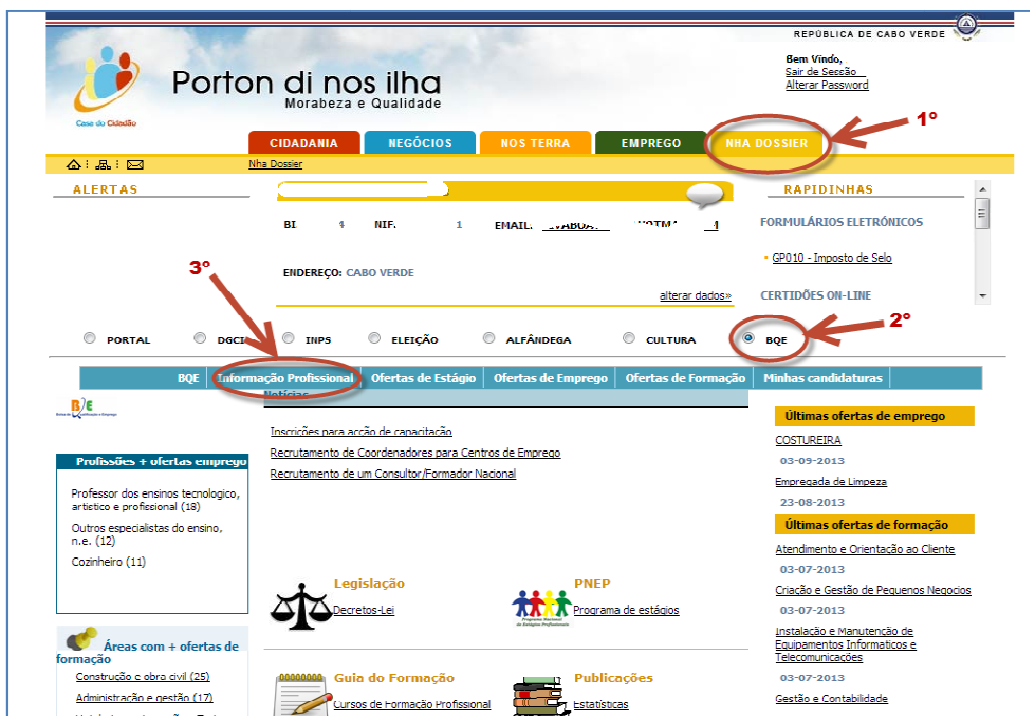 REPÚBLICA DE CABO VERDE
Bem Vindo,
Sair de Sessão
Alterar Password
Casa do Cidadão
Porton di nos ilha
Morabeza e Qualidade
1º
CIDADANIA NEGÓCIOS NOS TERRA EMPREGO NHA DOSSIER
Nha Dossier
ALERTAS
RAPIDINHAS
BI 4 NIF. 1 EMAIL.
FORMULÁRIOS ELETRÓNICOS
GP010 - Imposto de Selo
3º
ENDEREÇO: CABO VERDE
alterar dados»
CERTIDÕES ON-LINE
2º
PORTAL DGCI INPS ELEIÇÃO ALFÂNDEGA CULTURA BQE
BQE Informação Profissional Ofertas de Estágio Ofertas de Emprego Ofertas de Formação Minhas candidaturas
Notícias
Inscrições para acção de capacitação
Recrutamento de Coordenadores para Centros de Emprego
Recrutamento de um Consultor/Formador Nacional
Profissões + ofertas emprego
Professor dos ensinos tecnologico,
artistico e profissional (18)
Outros especialistas do ensino,
n.e. (12)
Cozinheiro (11)
Últimas ofertas de emprego
COSTUREIRA
03-09-2013
Empregada de Limpeza
23-08-2013
Últimas ofertas de formação
Atendimento e Orientação ao Cliente
03-07-2013
Criação e Gestão de Pequenos Negocios
03-07-2013
Instalação e Manutenção de
Equipamentos Informaticos e
Telecomunicações
03-07-2013
Gestão e Contabilidade
Legislação
Decretos-Lei
PNEP
Programa de estágios
Programa Nacional
de Estágios Profissionais
Áreas com + ofertas de
formação
Construção e obra civil (25)
Administração e gestão (17)
Guia do Formação
Cursos de Formação Profissional
Publicações
Estatísticas